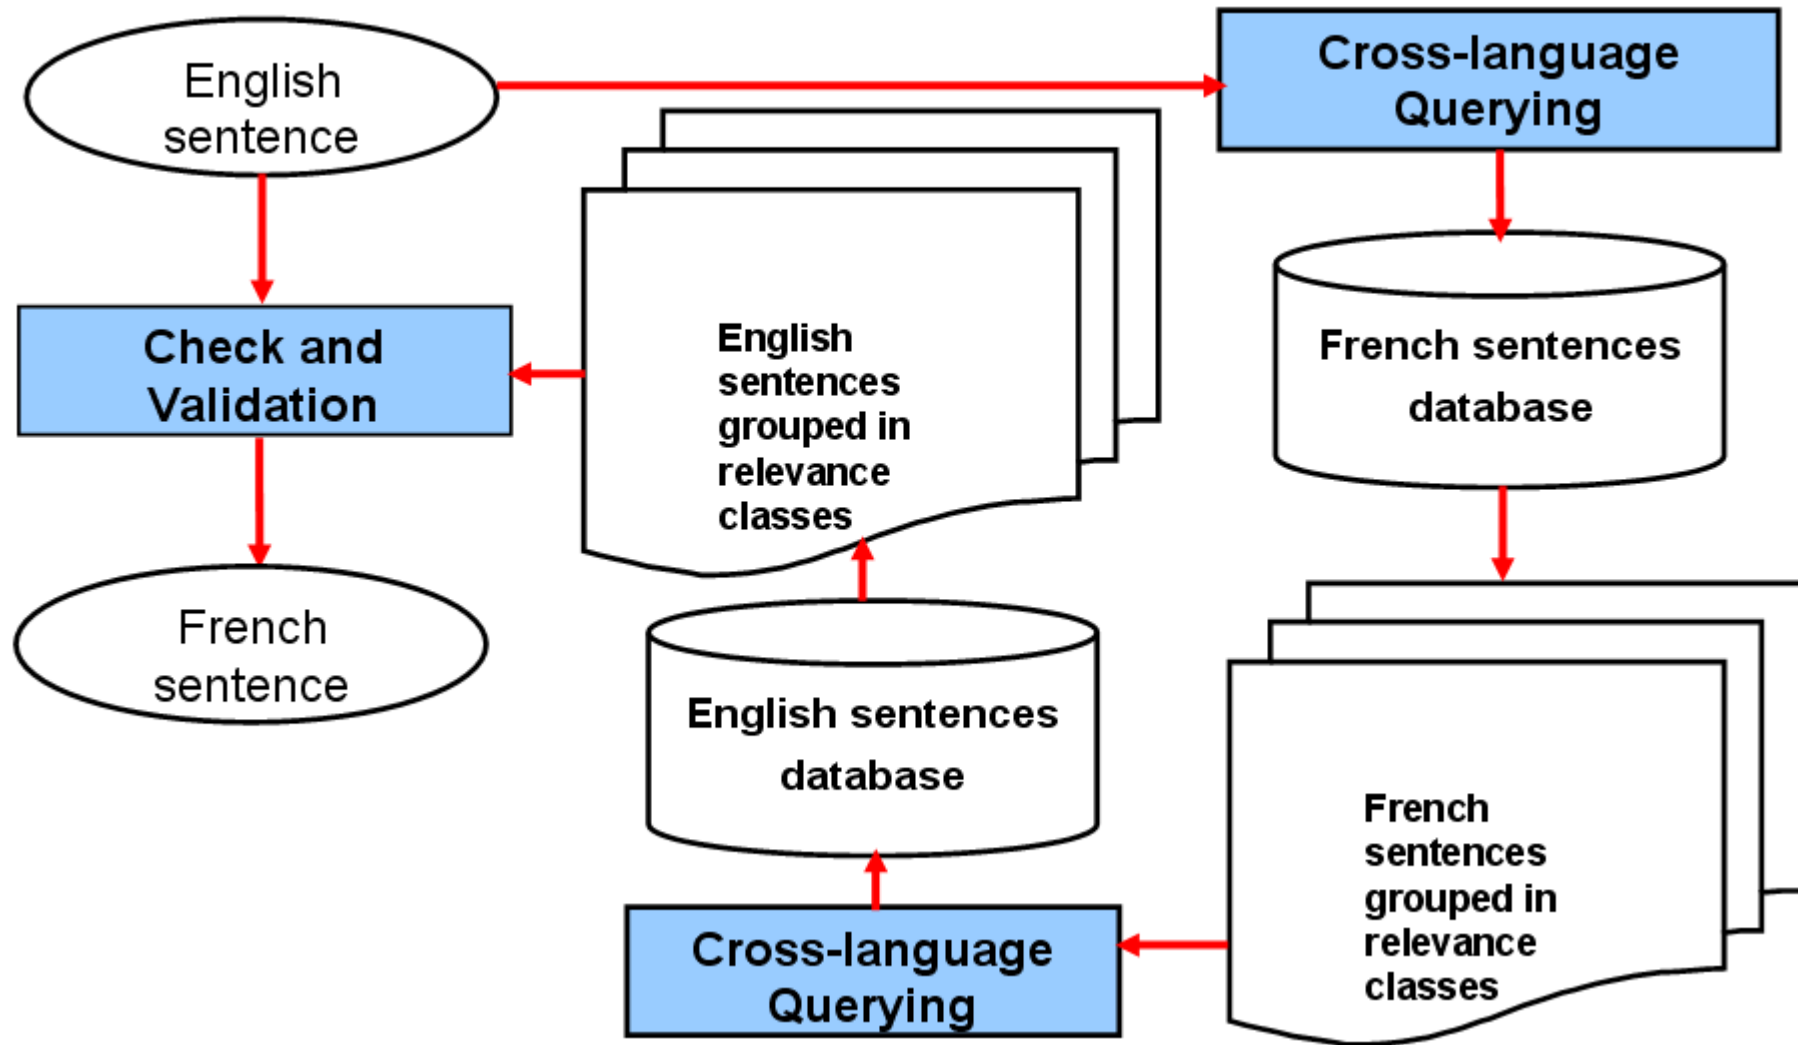 English
sentence
Cross-language
Querying
Check and
Validation
English
sentences
grouped in
relevance
classes
French sentences
database
French
sentence
English sentences
database
French
sentences
grouped in
relevance
classes
Cross-language
Querying